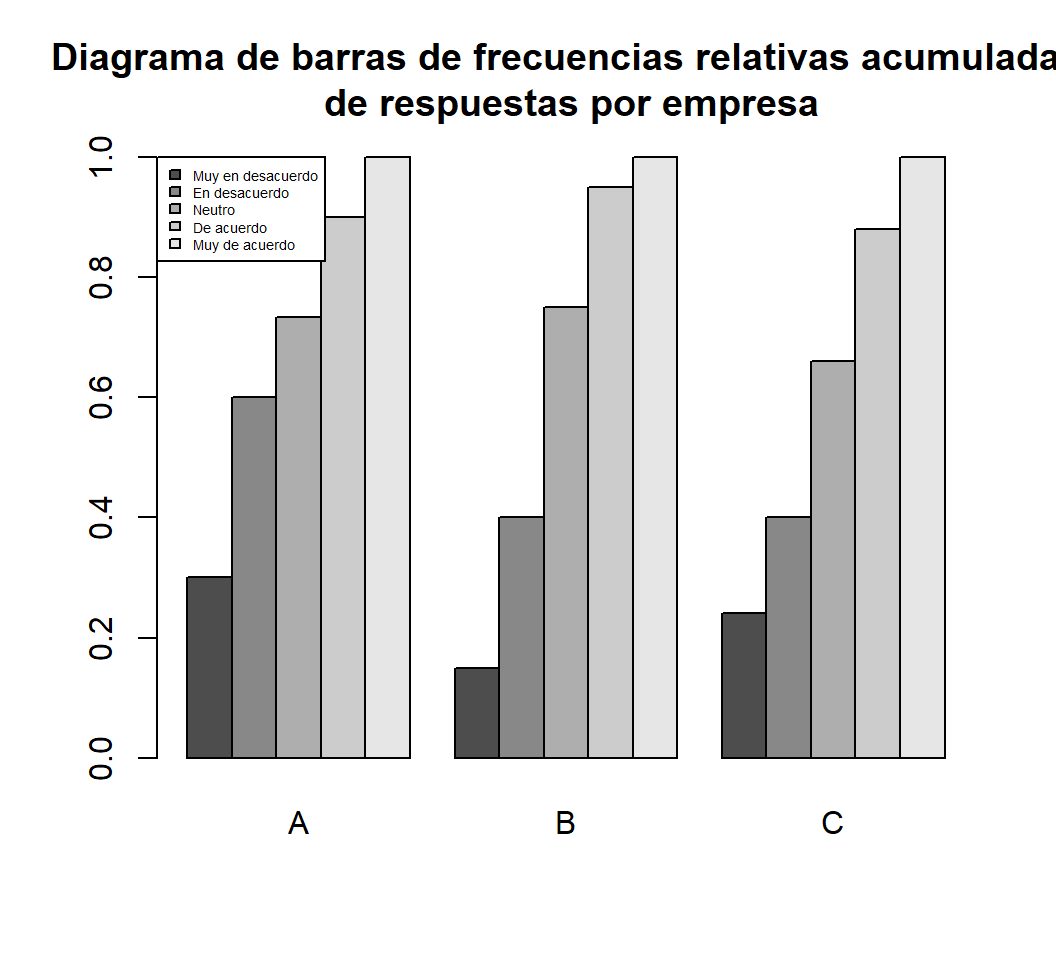 Diagrama de barras de frecuencias relativas acumulada
de respuestas por empresa
1.0
0.8
0.6
0.4
0.2
0.0
Muy en desacuerdo
En desacuerdo
Neutro
De acuerdo
Muy de acuerdo
A
B
C